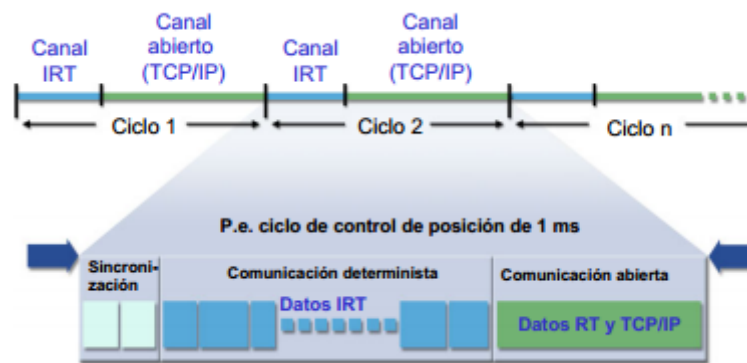 Canal
IRT
Canal
abierto
(TCP/IP)
Canal
IRT
Canal
abierto
(TCP/IP)
Ciclo 1
Ciclo 2
Ciclo n
P.e. ciclo de control de posición de 1 ms
Sincroni-
zación
Comunicación determinista
Comunicación abierta
Datos IRT
Datos RT y TCP/IP